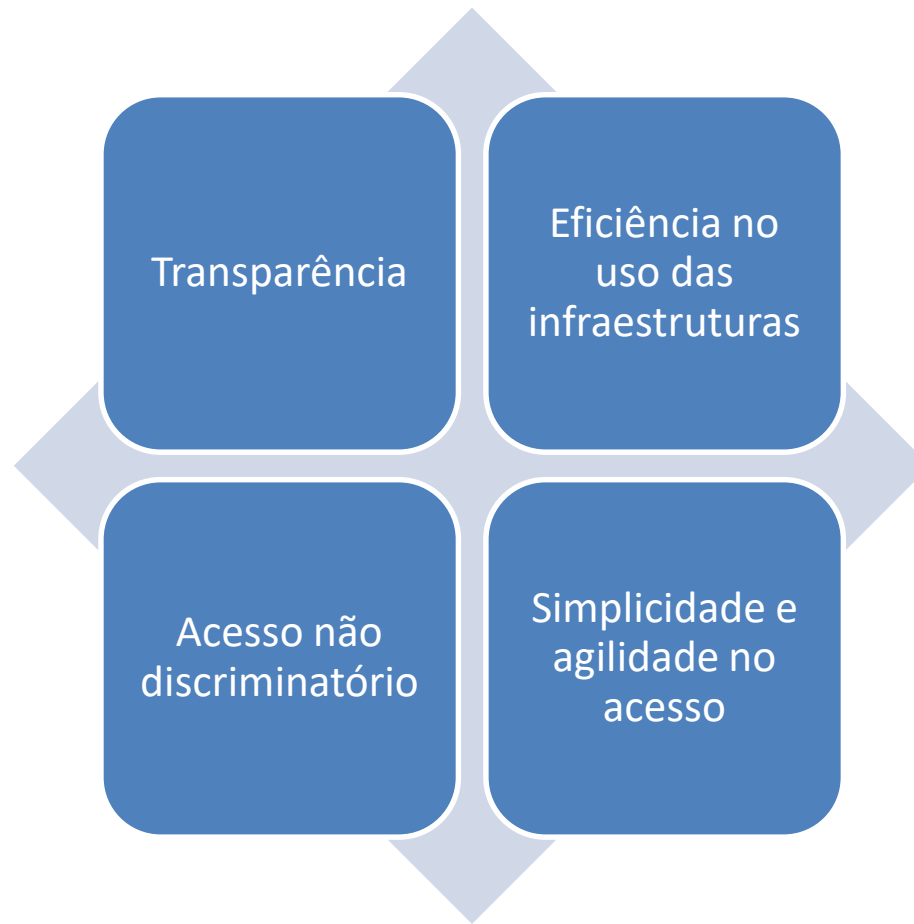 Transparência
Eficiência no
uso das
infraestruturas
Acesso não
discriminatório
Simplicidade e
agilidade no
acesso